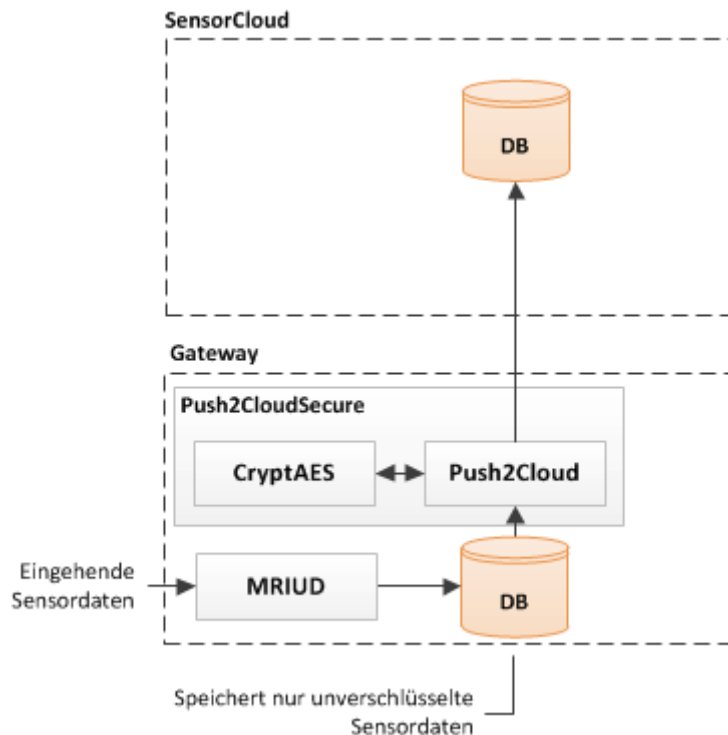 SensorCloud
DB
Gateway
Push2CloudSecure
CryptAES
Push2Cloud
Eingehende
Sensordaten
MRIUD
DB
Speichert nur unverschlüsselte
Sensordaten